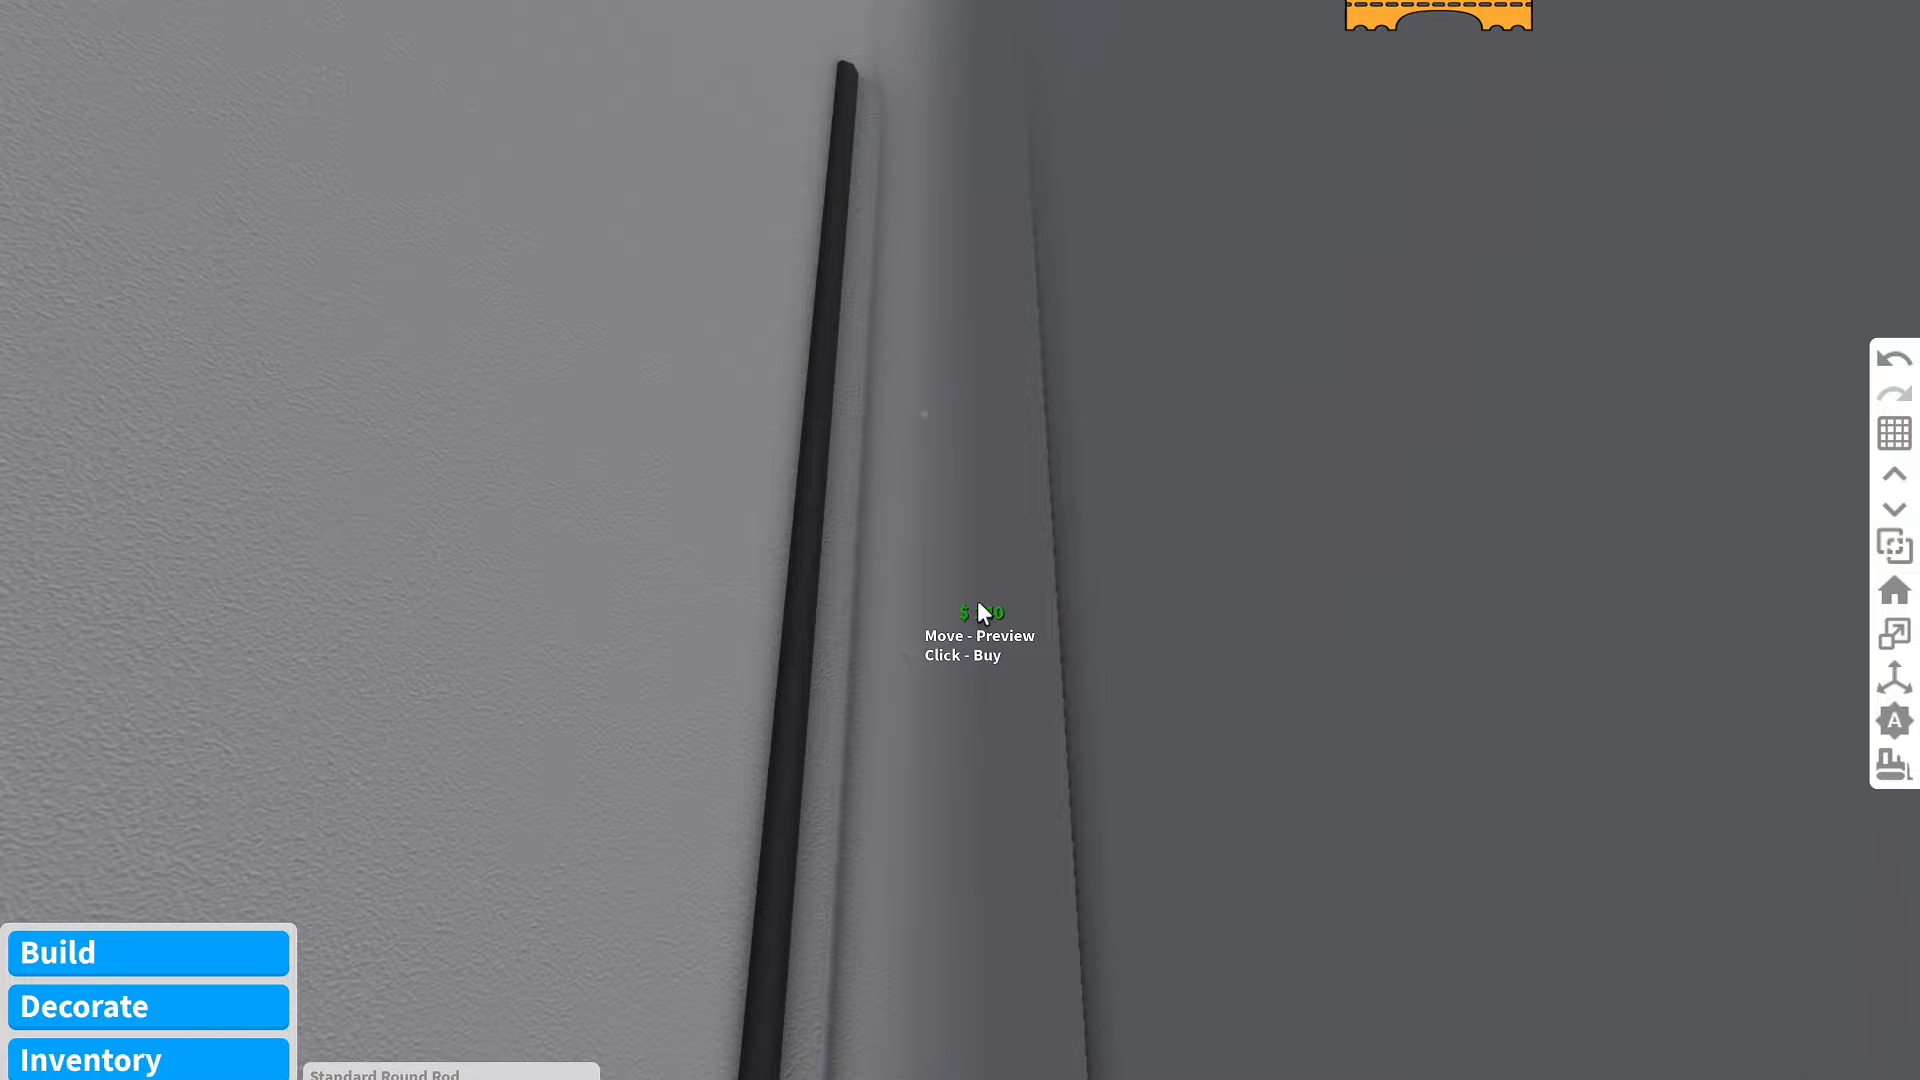 $
Move - Preview
Click - Buy
A
Build
Decorate
Inventory
Standard Round Rod